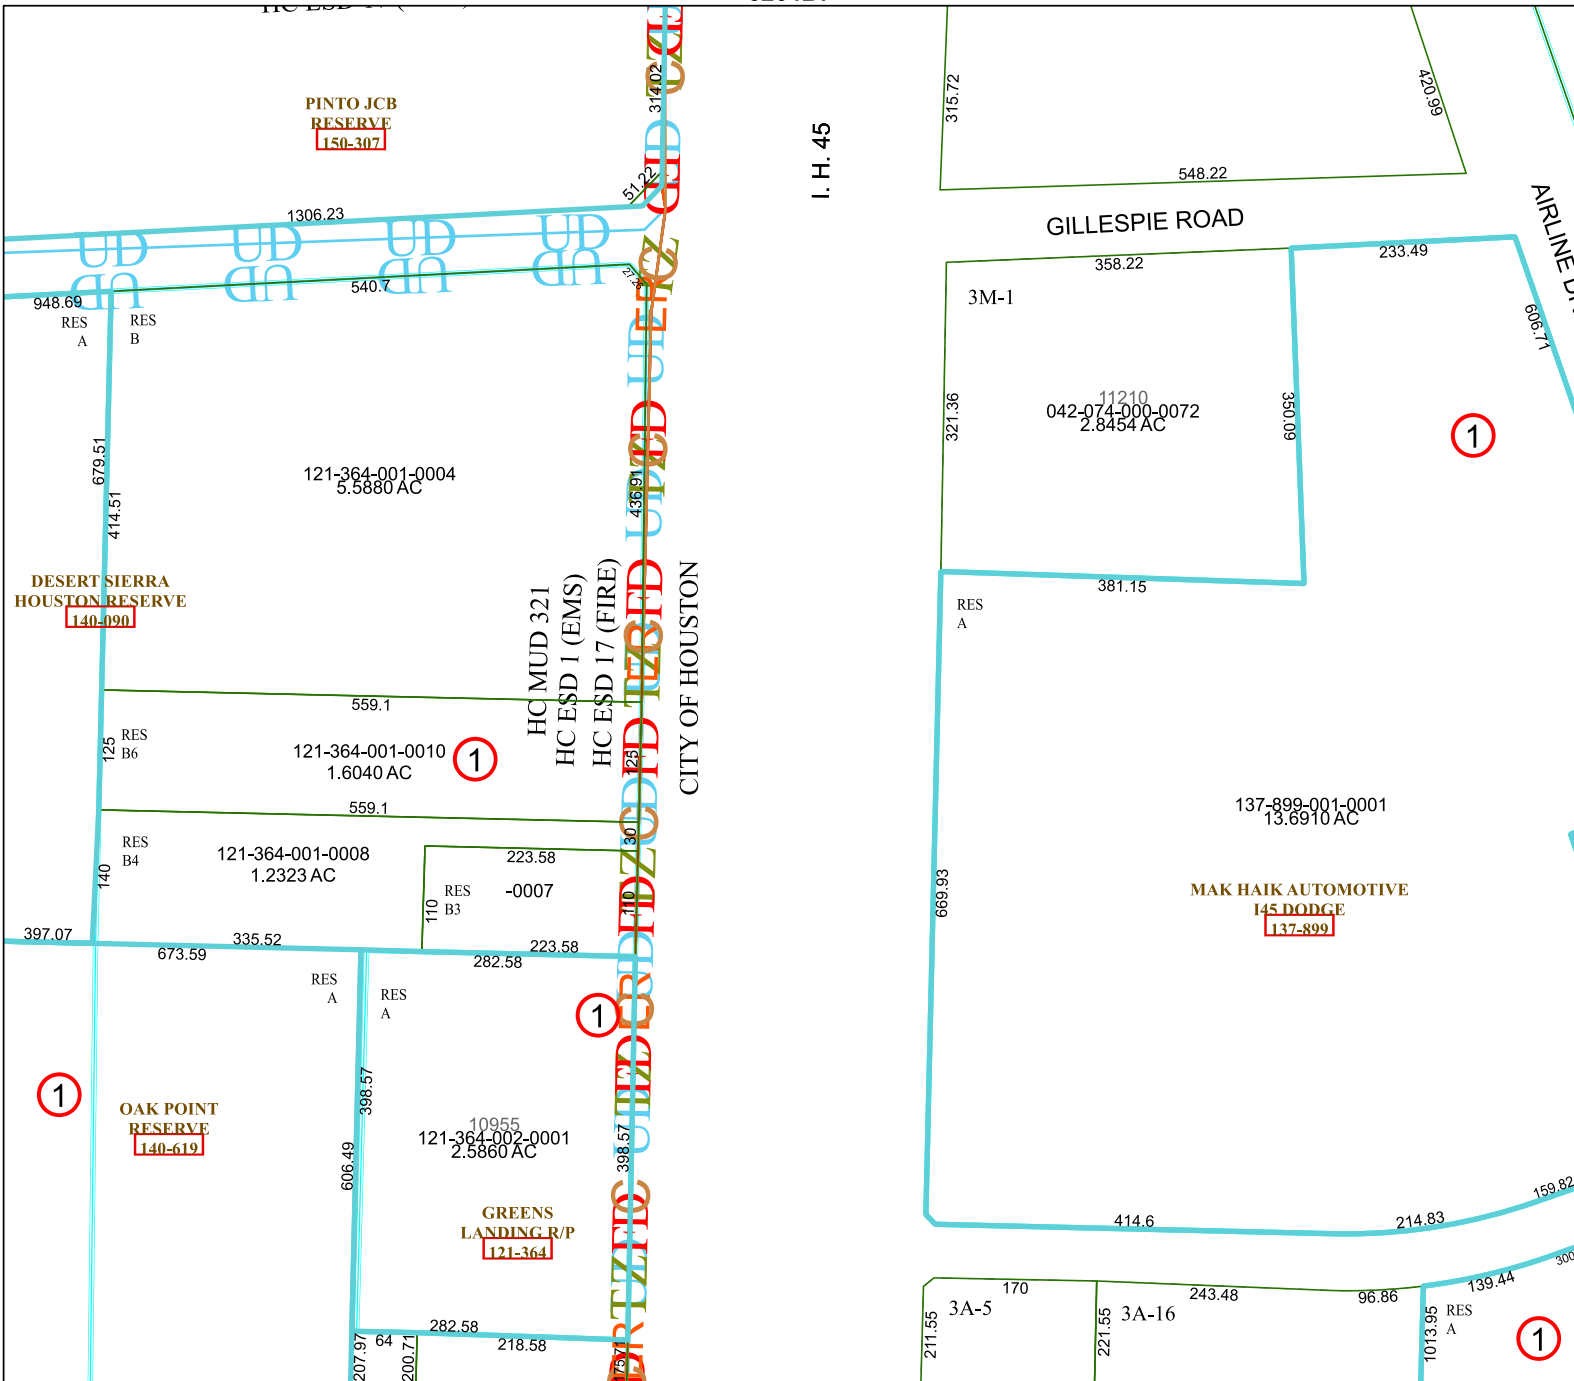 PINTO JCB
RESERVE
150-307
314.02
51.22
1306.23
UD UD UD UD
UD UD UD UD
540.7
948.69
RES
A
RES
B
679.51
414.51
121-364-001-0004
5.5880 AC
436.91
DESERT SIERRA
HOUSTON RESERVE
140-090
HC MUD 321
HC ESD 1 (EMS)
HC ESD 17 (FIRE)
CITY OF HOUSTON
559.1
125
RES
B6
121-364-001-0010
1.6040 AC
1
125
559.1
RES
B4
140
121-364-001-0008
1.2323 AC
30
223.58
110
RES
B3
-0007
110
397.07
335.52
673.59
223.58
282.58
RES
A
RES
A
1
1
398.57
606.49
OAK POINT
RESERVE
140-619
10955
121-364-002-0001
2.5860 AC
398.57
GREENS
LANDING R/P
121-364
282.58
64
218.58
207.97
200.71
I. H. 45
315.72
420.99
548.22
GILLESPIE ROAD
AIRLINE
358.22
233.49
3M-1
606.71
11210
042-074-000-0072
2.8454 AC
321.36
350.09
1
381.15
RES
A
669.93
137-899-001-0001
13.6910 AC
MAK HAIK AUTOMOTIVE
I45 DODGE
137-899
159.82
414.6
214.83
170
243.48
96.86
139.44
300
3A-5
3A-16
211.55
221.55
1013.95
RES
A
1